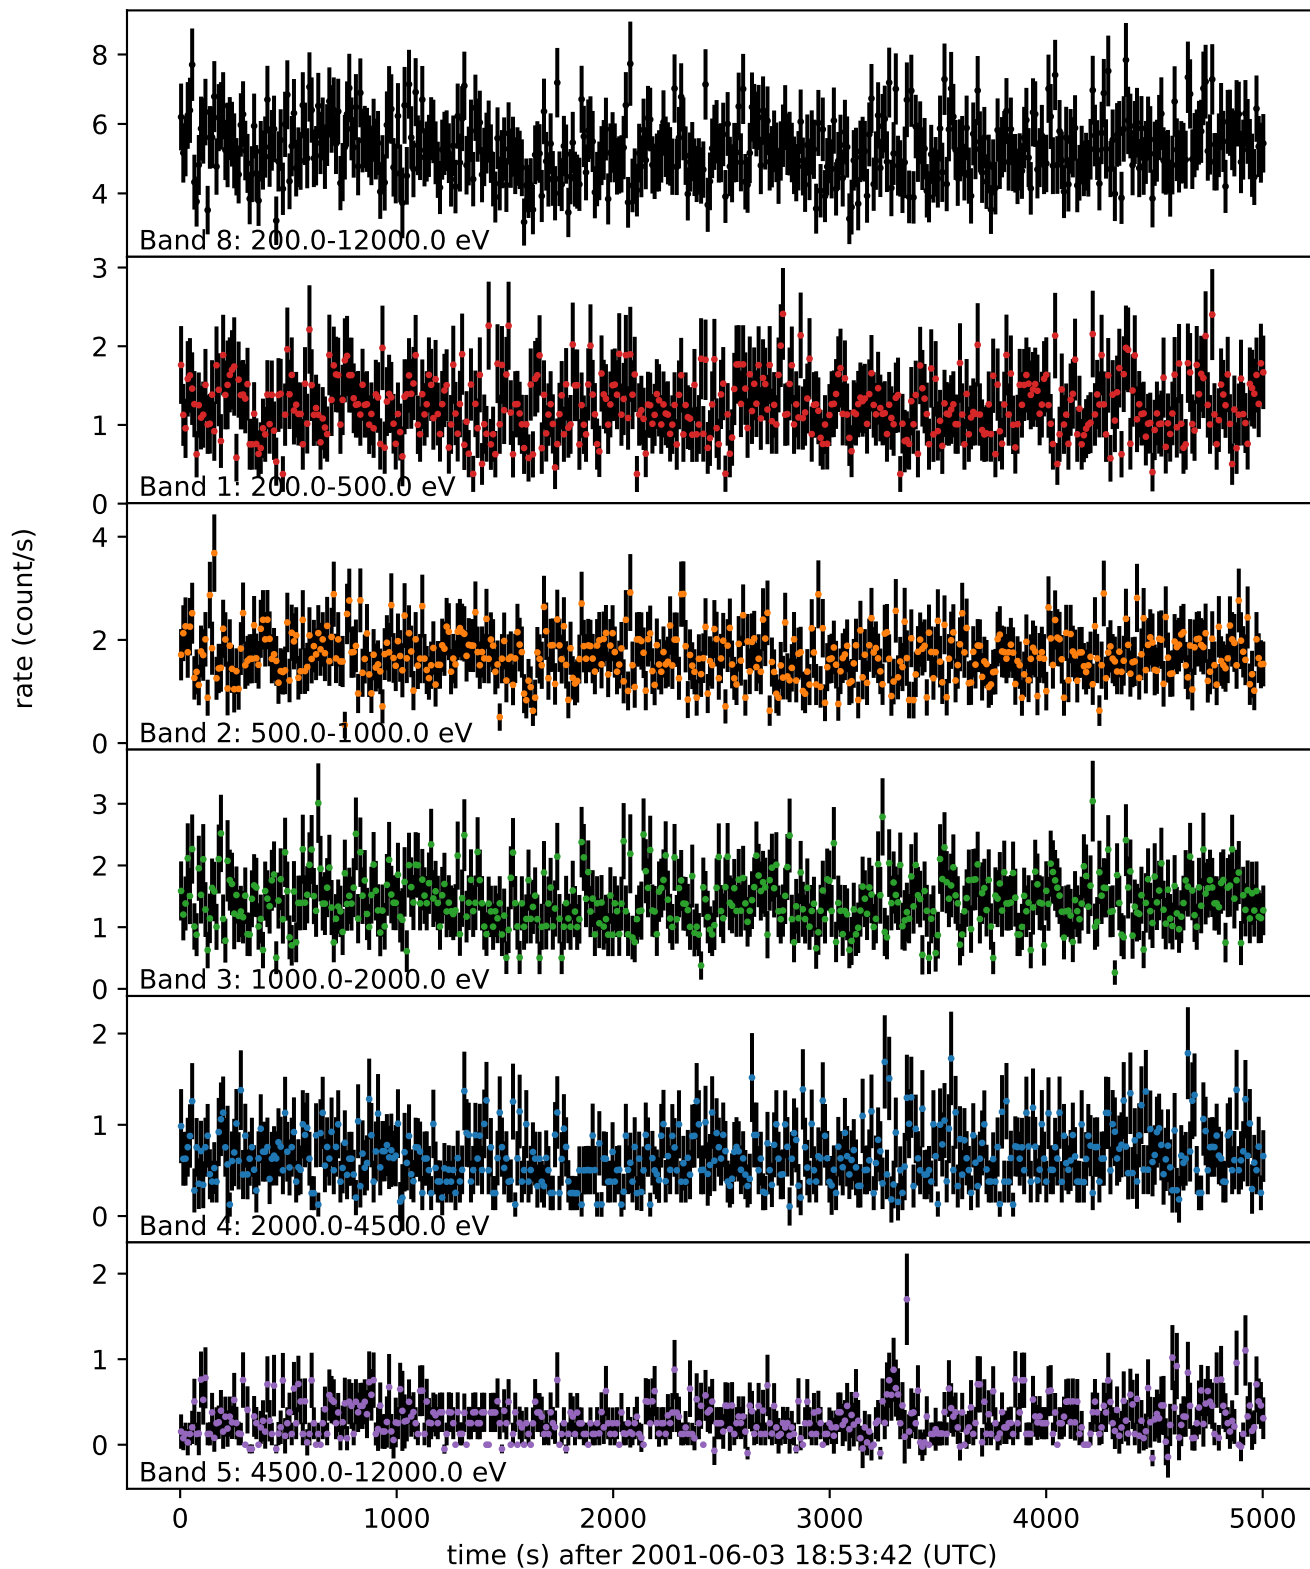 8
6
4
Band 8: 200.0-12000.0 eV
3
2
1
0
Band 1: 200.0-500.0 eV
4
2
0
Band 2: 500.0-1000.0 eV
rate (count/s)
3
2
1
0
Band 3: 1000.0-2000.0 eV
2
1
0
Band 4: 2000.0-4500.0 eV
2
1
0
Band 5: 4500.0-12000.0 eV
0 1000 2000 3000 4000 5000
time (s) after 2001-06-03 18:53:42 (UTC)